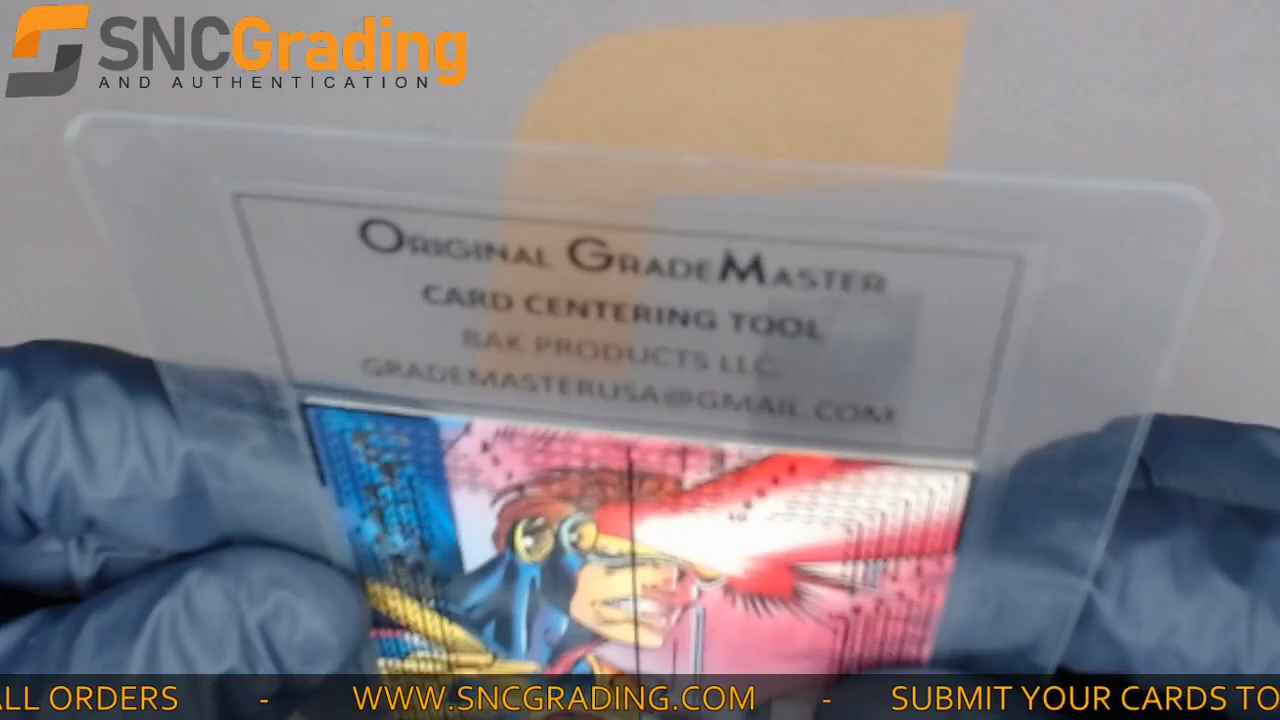 SNCGrading
AND AUTHENTICATION
ORIGINAL GRADEMASTER
CARD CENTERING TOOL
BAK PRODUCTS LLC
GRADEMASTERUSA@GMAIL.COM
ALL ORDERS - WWW.SNCGRADING.COM - SUBMIT YOUR CARDS TO